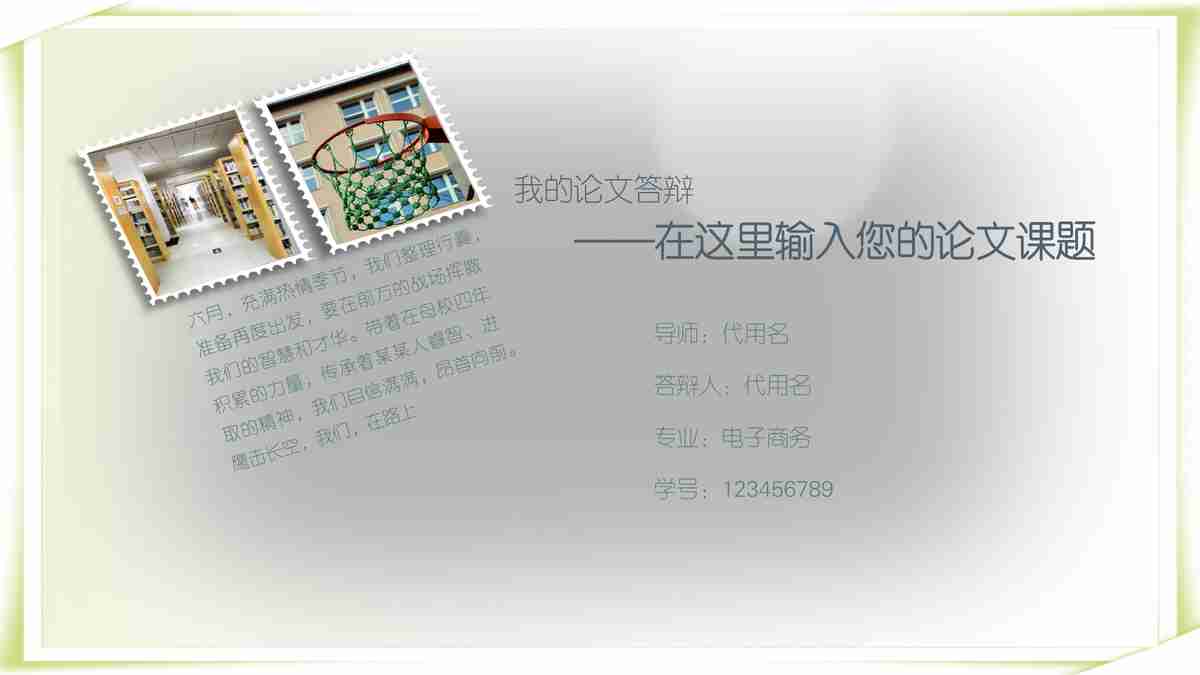 我的论文答辩
——在这里输入您的论文课题
六月，充满热情季节，我们整理行囊，
准备再度出发，要在前方的战场挥散
我们的智慧和才华。带着在母校四年
积累的力量，传承着某某人睿智、进
取的精神，我们自信满满，昂首向前。
鹰击长空，我们，在路上
导师：代用名
答辩人：代用名
专业：电子商务
学号：123456789